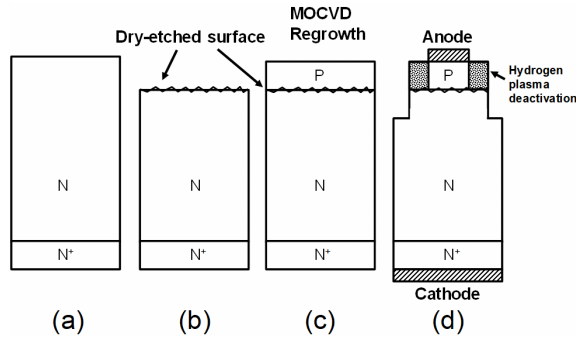 MOCVD
Regrowth
Dry-etched surface
Anode
P
P
Hydrogen
plasma
deactivation
N
N
N
N
N⁺
N⁺
N⁺
N⁺
Cathode
(a)
(b)
(c)
(d)